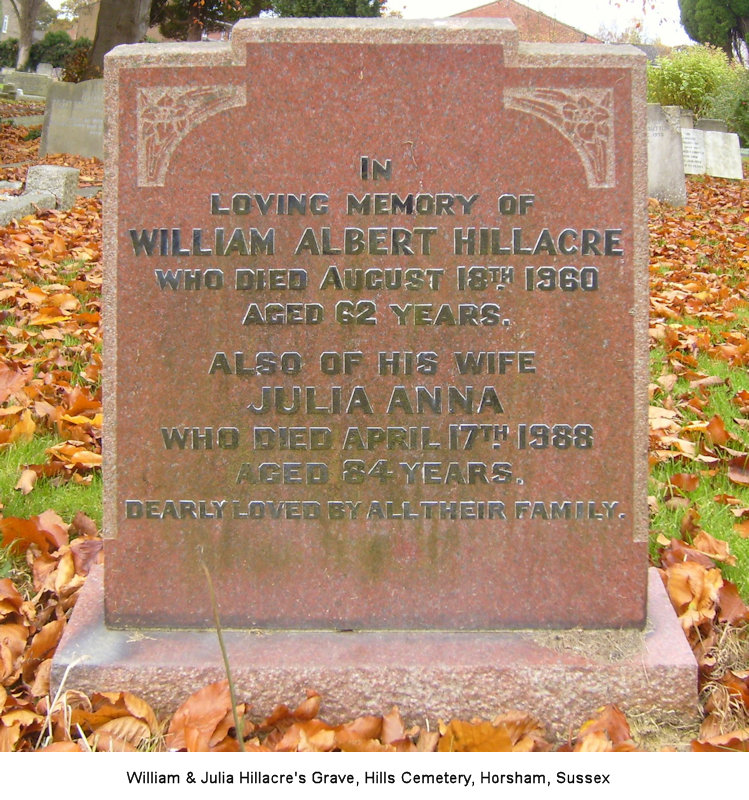 IN
LOVING MEMORY OF
WILLIAM ALBERT HILLACRE
WHO DIED AUGUST 18TH 1960
AGED 62 YEARS.
ALSO OF HIS WIFE
JULIA ANNA
WHO DIED APRIL 17TH 1988
AGED 84 YEARS.
DEARLY LOVED BY ALL THEIR FAMILY.
William & Julia Hillacre's Grave, Hills Cemetery, Horsham, Sussex